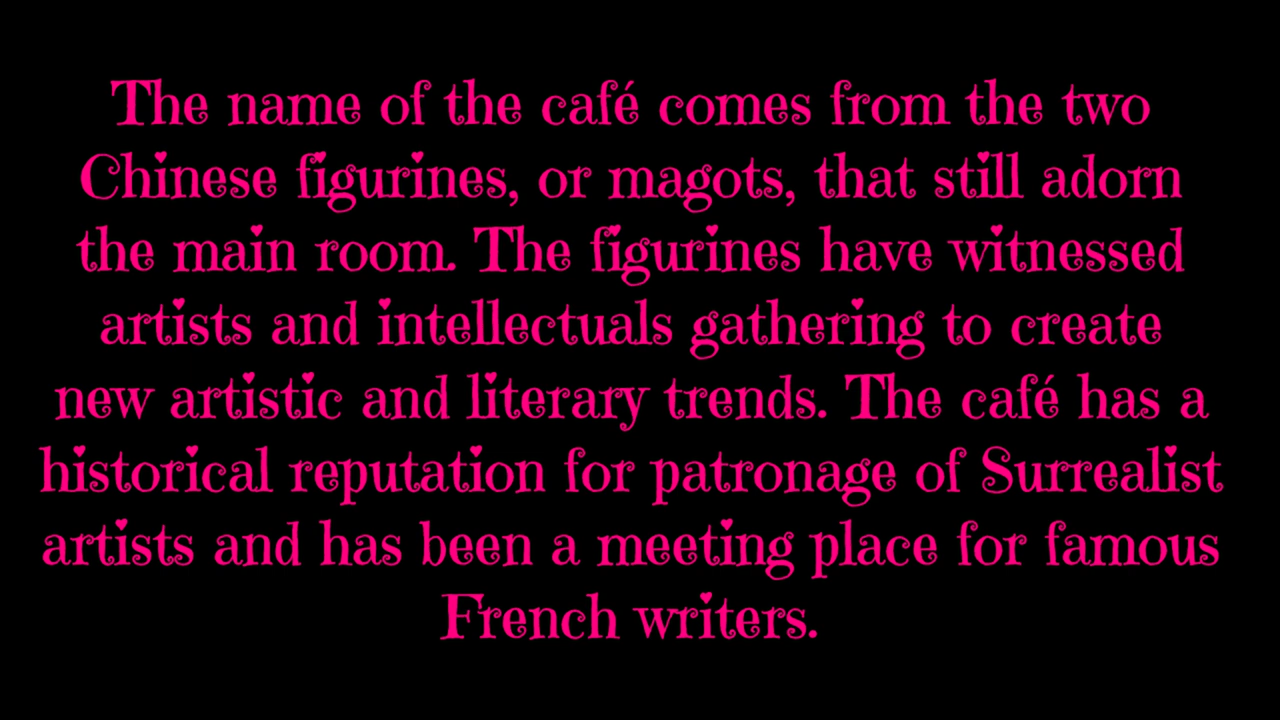 The name of the café comes from the two
Chinese figurines, or magots, that still adorn
the main room. The figurines have witnessed
artists and intellectuals gathering to create
new artistic and literary trends. The café has a
historical reputation for patronage of Surrealist
artists and has been a meeting place for famous
French writers.